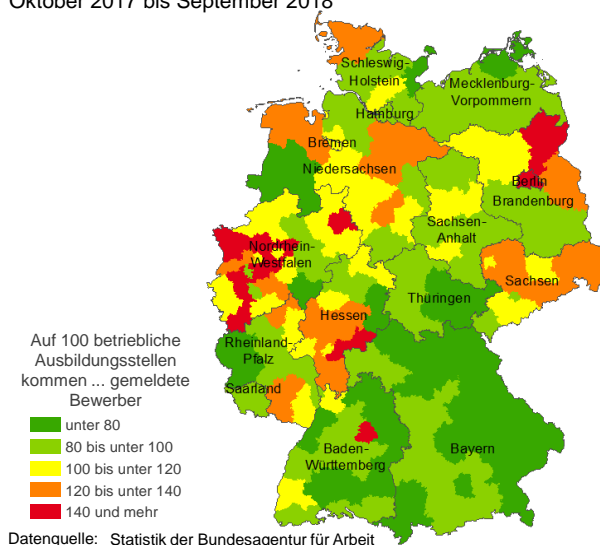 Oktober 2017 bis September 2018
Schleswig-
Holstein
Mecklenburg-
Vorpommern
Hamburg
Bremen
Niedersachsen
Berlin
Brandenburg
Sachsen-
Anhalt
Nordrhein-
Westfalen
Sachsen
Thüringen
Hessen
Rheinland-
Pfalz
Saarland
Baden-
Württemberg
Bayern
Auf 100 betriebliche
Ausbildungsstellen
kommen ... gemeldete
Bewerber
unter 80
80 bis unter 100
100 bis unter 120
120 bis unter 140
140 und mehr
Datenquelle: Statistik der Bundesagentur für Arbeit